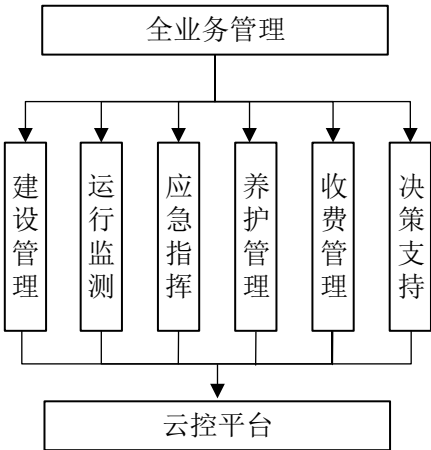 全业务管理
建设管理
运行监测
应急指挥
养护管理
收费管理
决策支持
云控平台